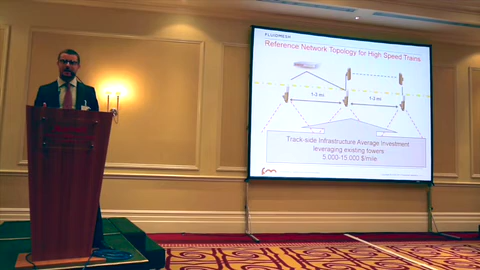 FLUIDMESH
Reference Network Topology for High Speed Trains
1-3 mi
1-3 mi
Track-side Infrastructure Average Investment
leveraging existing towers
5,000-15,000 $/mile